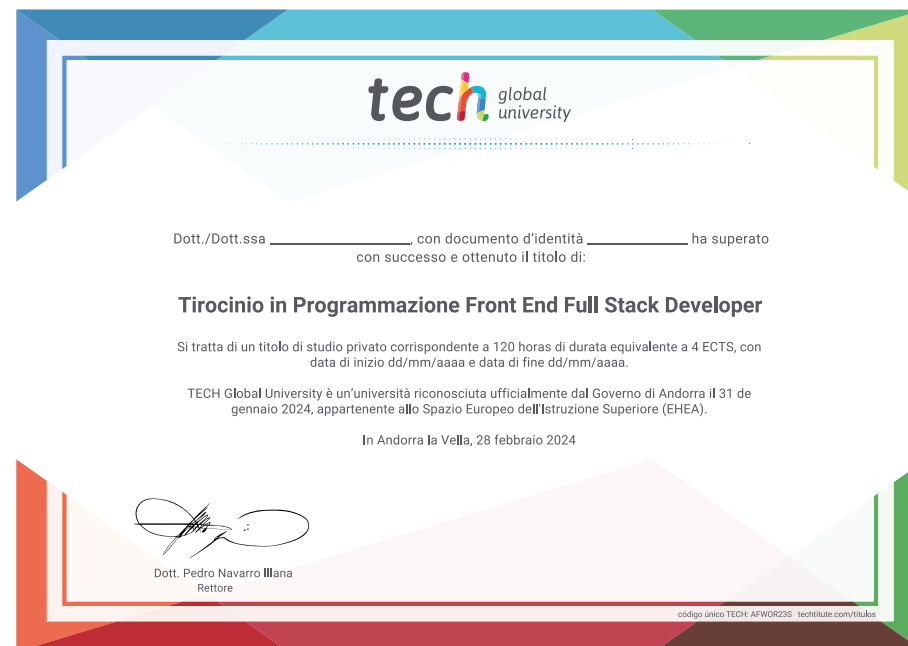 tech global university
Dott./Dott.ssa ____________, con documento d'identità ____________ ha superato
con successo e ottenuto il titolo di:
Tirocinio in Programmazione Front End Full Stack Developer
Si tratta di un titolo di studio privato corrispondente a 120 horas di durata equivalente a 4 ECTS, con
data di inizio dd/mm/aaaa e data di fine dd/mm/aaaa.
TECH Global University è un'università riconosciuta ufficialmente dal Governo di Andorra il 31 de
gennaio 2024, appartenente allo Spazio Europeo dell'Istruzione Superiore (EHEA).
In Andorra la Vella, 28 febbraio 2024
Dott. Pedro Navarro Illana
Rettore
código único TECH: AFWOR23S techtitute.com/titulos